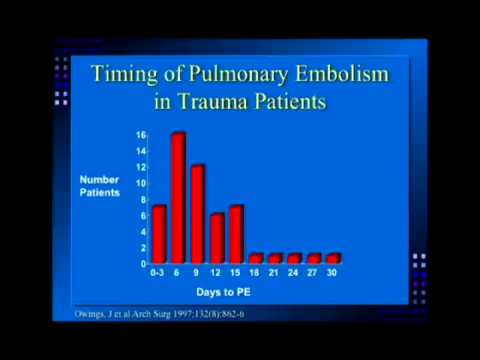 Timing of Pulmonary Embolism
in Trauma Patients
16
14
12
10
8
6
4
2
0
Number
Patients
0-3 6 9 12 15 18 21 24 27 30
Days to PE
Owings, J et al Arch Surg 1997;132(8):862-6